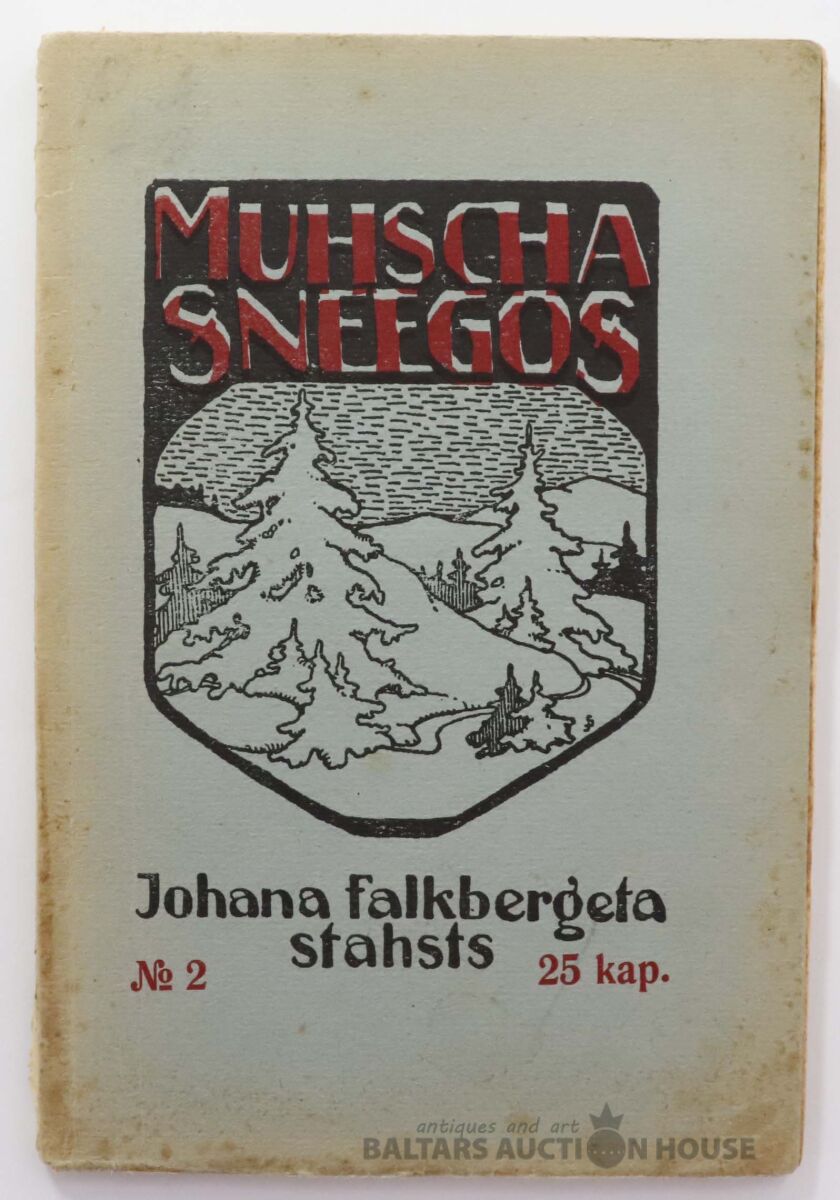 MUHSCHA
SNEEGOS
Johana Falkbergeta
stahsts
№ 2
25 kap.
antiques and art
BALTARS AUCTION HOUSE